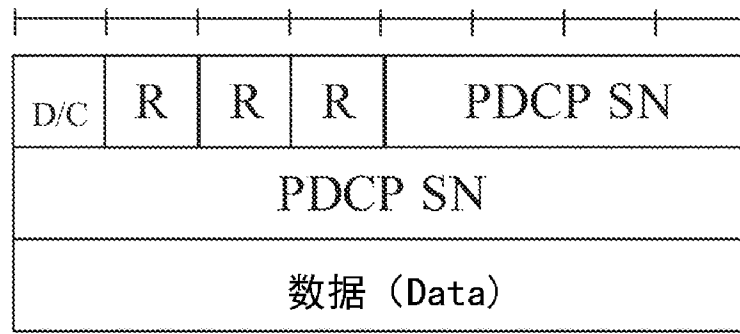 D/C R R R PDCP SN
PDCP SN
数据 (Data)